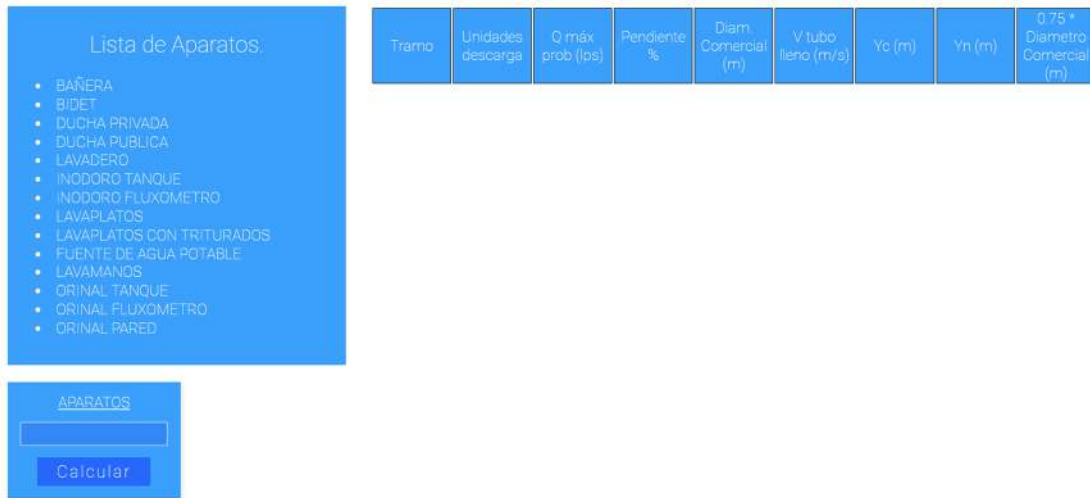 Lista de Aparatos.
BAÑERA
BIDET
DUCHA PRIVADA
DUCHA PUBLICA
LAVADERO
INODORO TANQUE
INODORO FLUXOMETRO
LAVAPLATOS
LAVAPLATOS CON TRITURADOS
FUENTE DE AGUA POTABLE
LAVAMANOS
ORINAL TANQUE
ORINAL FLUXOMETRO
ORINAL PARED
APARATOS
Calcular
Tramo
Unidades
descarga
Q máx
prob (lps)
Pendiente
%
Diam.
Comercial
(m)
V tubo
lleno (m/s)
Yc (m)
Yn (m)
0.75 *
Diametro
Comercial
(m)